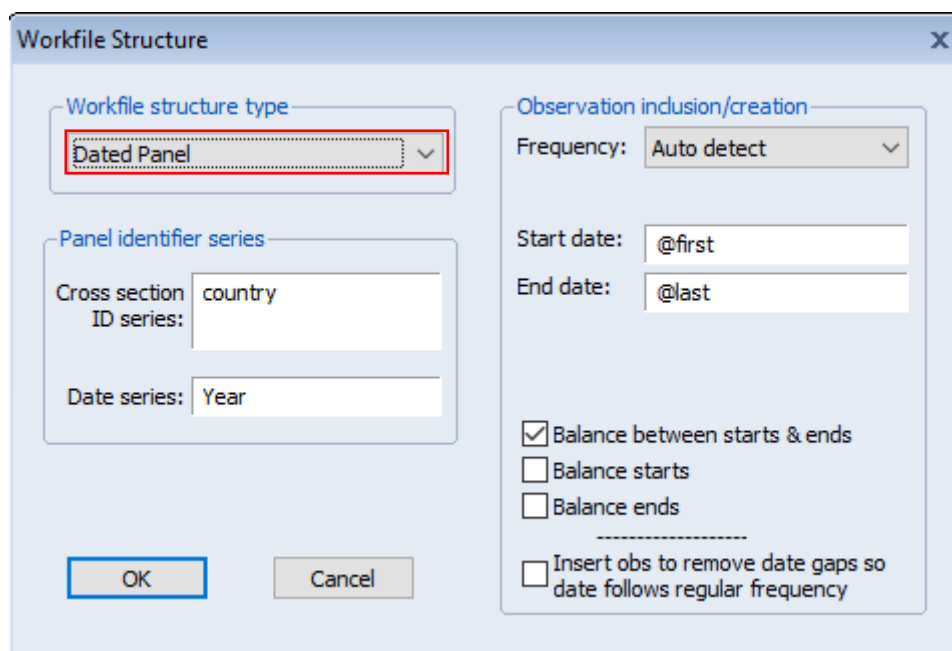 Workfile Structure
x
Workfile structure type
Dated Panel
Panel identifier series
Cross section
ID series:
country
Date series:
Year
OK
Cancel
Observation inclusion/creation
Frequency:
Auto detect
Start date:
@first
End date:
@last
Balance between starts & ends
Balance starts
Balance ends
-------------------
Insert obs to remove date gaps so
date follows regular frequency